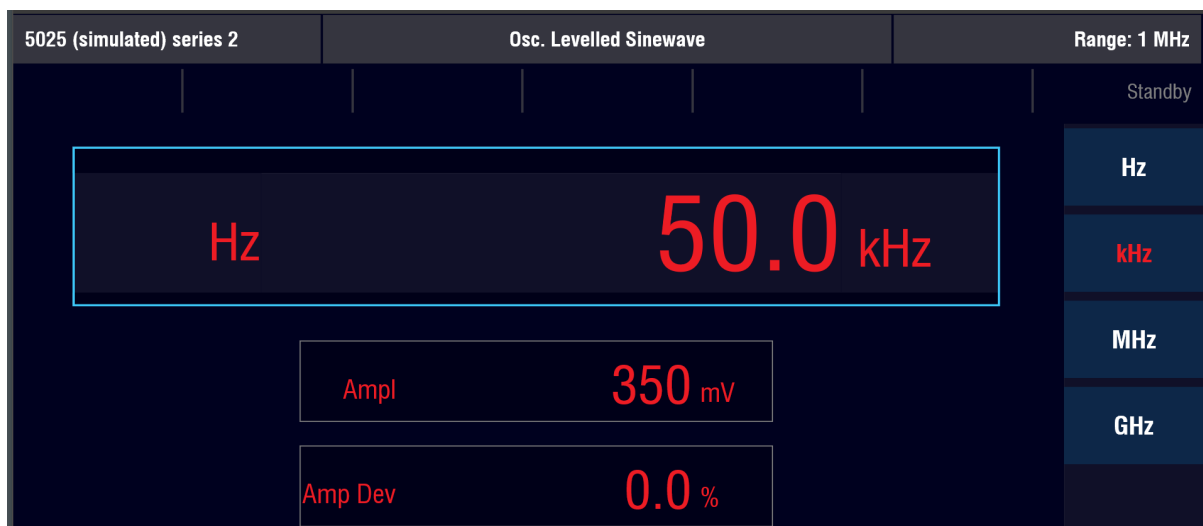 5025 (simulated) series 2 Osc. Levelled Sinewave Range: 1 MHz
Standby
Hz
Hz 50.0 kHz
kHz
MHz
Ampl 350 mV
GHz
Amp Dev 0.0 %